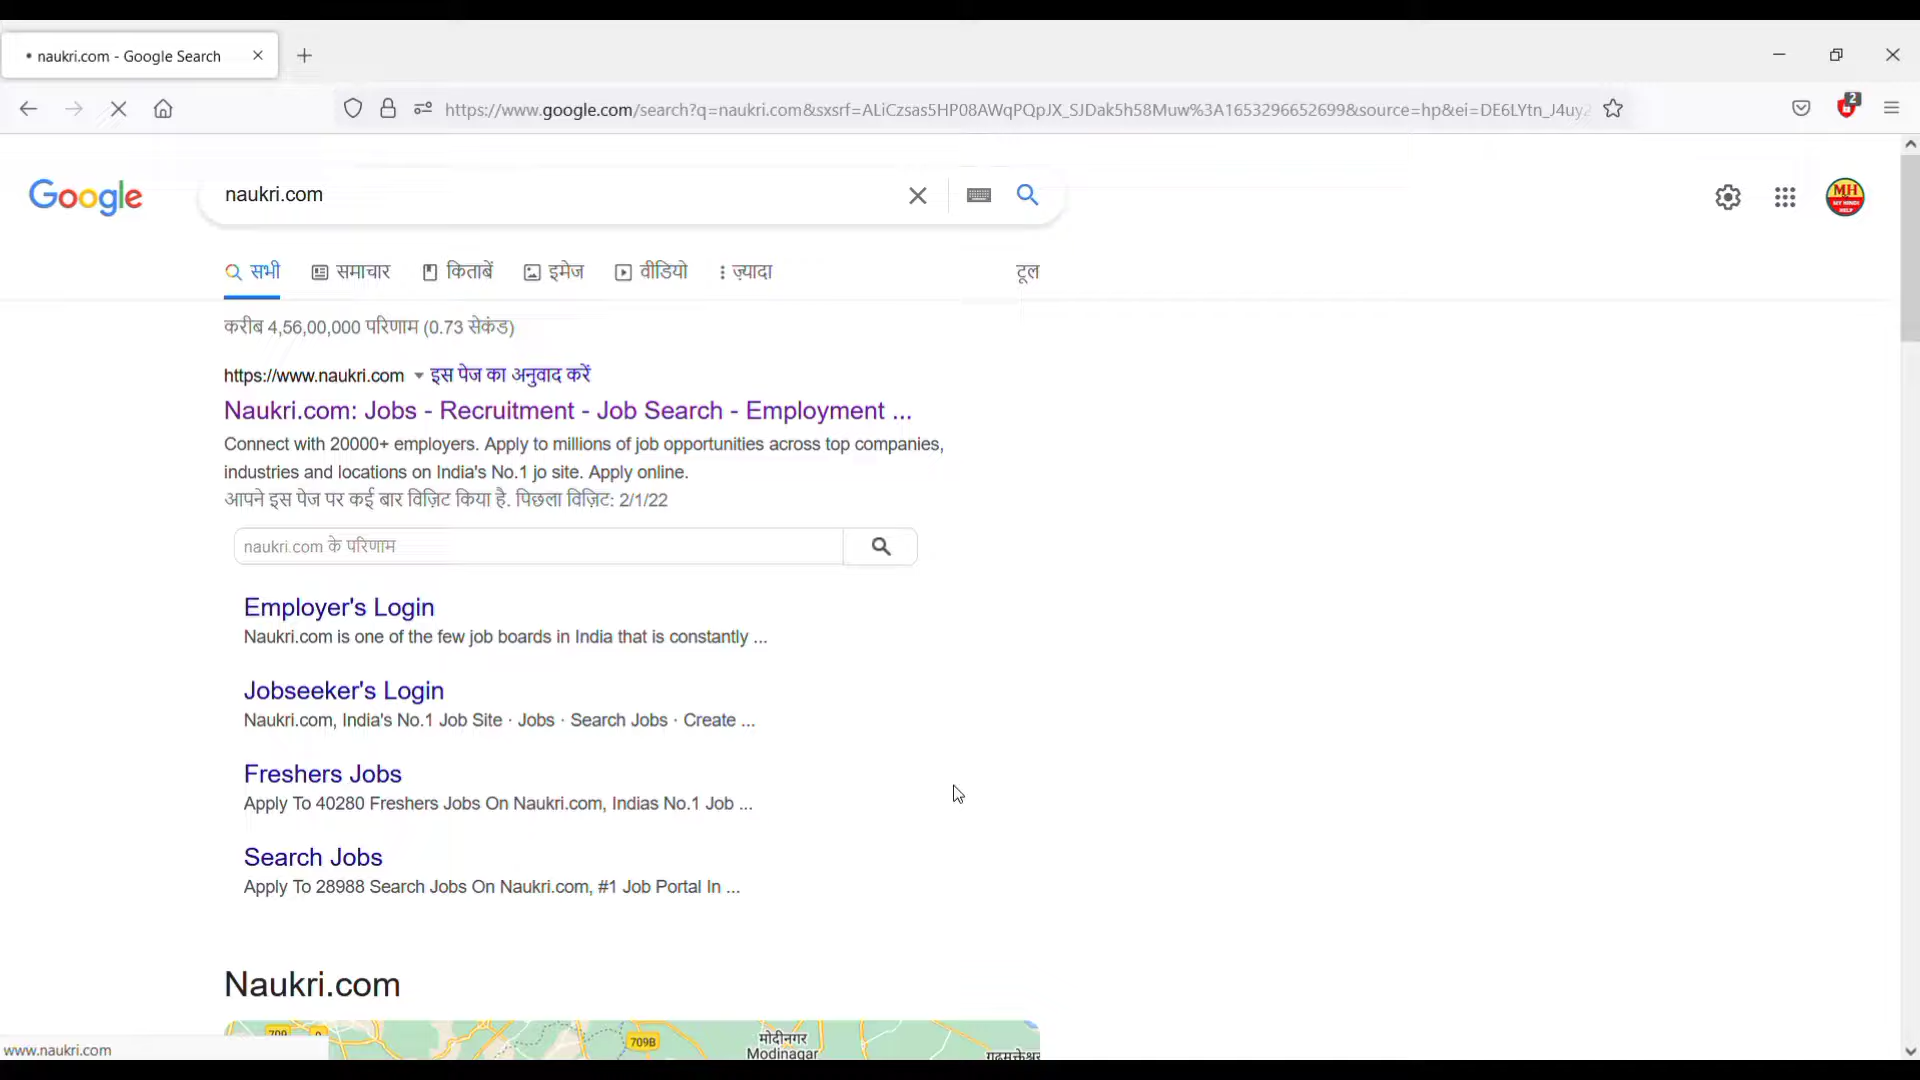 naukri.com - Google Search
https://www.google.com/search?q=naukri.com&sxsrf=ALiCzsas5HP08AWqPQpJX_SJDak5h58Muw%3A1653296652699&source=hp&ei=DE6LYtn_J4uy
2
Google
naukri.com
MH
MY HINDI
HELP
सभी
समाचार
किताबें
इमेज
वीडियो
ज़्यादा
टूल
करीब 4,56,00,000 परिणाम (0.73 सेकंड)
https://www.naukri.com इस पेज का अनुवाद करें
Naukri.com: Jobs - Recruitment - Job Search - Employment ...
Connect with 20000+ employers. Apply to millions of job opportunities across top companies,
industries and locations on India's No.1 jo site. Apply online.
आपने इस पेज पर कई बार विज़िट किया है. पिछला विज़िट: 2/1/22
naukri.com के परिणाम
Employer's Login
Naukri.com is one of the few job boards in India that is constantly ...
Jobseeker's Login
Naukri.com, India's No.1 Job Site · Jobs · Search Jobs · Create ...
Freshers Jobs
Apply To 40280 Freshers Jobs On Naukri.com, Indias No.1 Job ...
Search Jobs
Apply To 28988 Search Jobs On Naukri.com, #1 Job Portal In ...
Naukri.com
709
709B
मोदीनगर
Modinagar
www.naukri.com